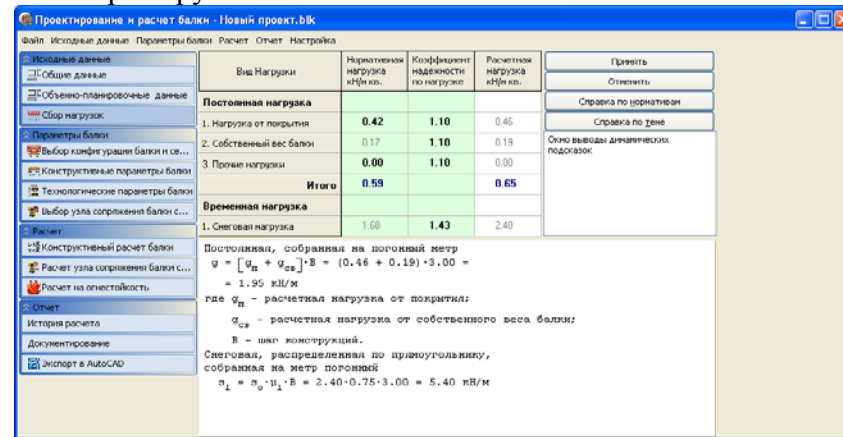 Проектирование и расчет балки - Новый проект.blk
Файл Исходные данные Параметры балки Расчет Отчет Настройка
Исходные данные
Общие данные
Объемно-планировочные данные
Сбор нагрузок
Параметры балки
Выбор конфигурации балки и се...
Конструктивные параметры балки
Технологические параметры балки
Выбор узла сопряжения балки с...
Расчет
Конструктивный расчет балки
Расчет узла сопряжения балки с...
Расчет на огнестойкость
Отчет
История расчета
Документирование
Экспорт в AutoCAD
Вид Нагрузки Нормативная нагрузка кН/м кв. Коэффициент надежности по нагрузке Расчетная нагрузка кН/м кв.
Постоянная нагрузка
1. Нагрузка от покрытия 0.42 1.10 0.46
2. Собственный вес балки 0.17 1.10 0.19
3. Прочие нагрузки 0.00 1.10 0.00
Итого 0.59 0.65
Временная нагрузка
1. Снеговая нагрузка 1.68 1.43 2.40
Принять
Отменить
Справка по нормативам
Справка по теме
Окно выводы динамических
подсказок
Постоянная, собранная на погонный метр
g = [gп + gсв]·B = (0.46 + 0.19)·3.00 =
= 1.95 кН/м
где gп - расчетная нагрузка от покрытия;
gсв - расчетная нагрузка от собственного веса балки;
B - шаг конструкций.
Снеговая, распределенная по прямоугольнику,
собранная на метр погонный
s1 = so·μ1·B = 2.40·0.75·3.00 = 5.40 кН/м